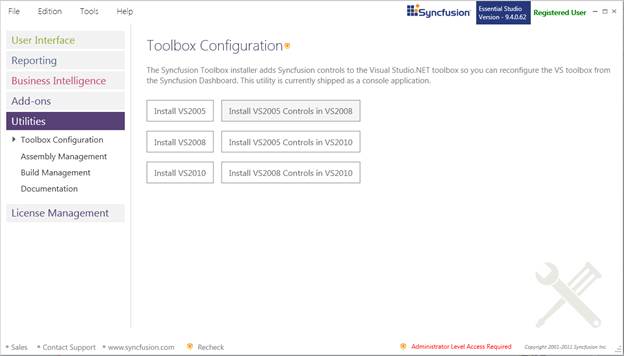 File Edition Tools Help
Syncfusion
Essential Studio
Version - 9.4.0.62
Registered User
User Interface
Reporting
Business Intelligence
Add-ons
Utilities
Toolbox Configuration
Assembly Management
Build Management
Documentation
License Management
Toolbox Configuration
The Syncfusion Toolbox installer adds Syncfusion controls to the Visual Studio.NET toolbox so you can reconfigure the VS toolbox from
the Syncfusion Dashboard. This utility is currently shipped as a console application.
Install VS2005 Install VS2005 Controls in VS2008
Install VS2008 Install VS2005 Controls in VS2010
Install VS2010 Install VS2008 Controls in VS2010
Sales Contact Support www.syncfusion.com Recheck Administrator Level Access Required Copyright 2001-2011 Syncfusion Inc.